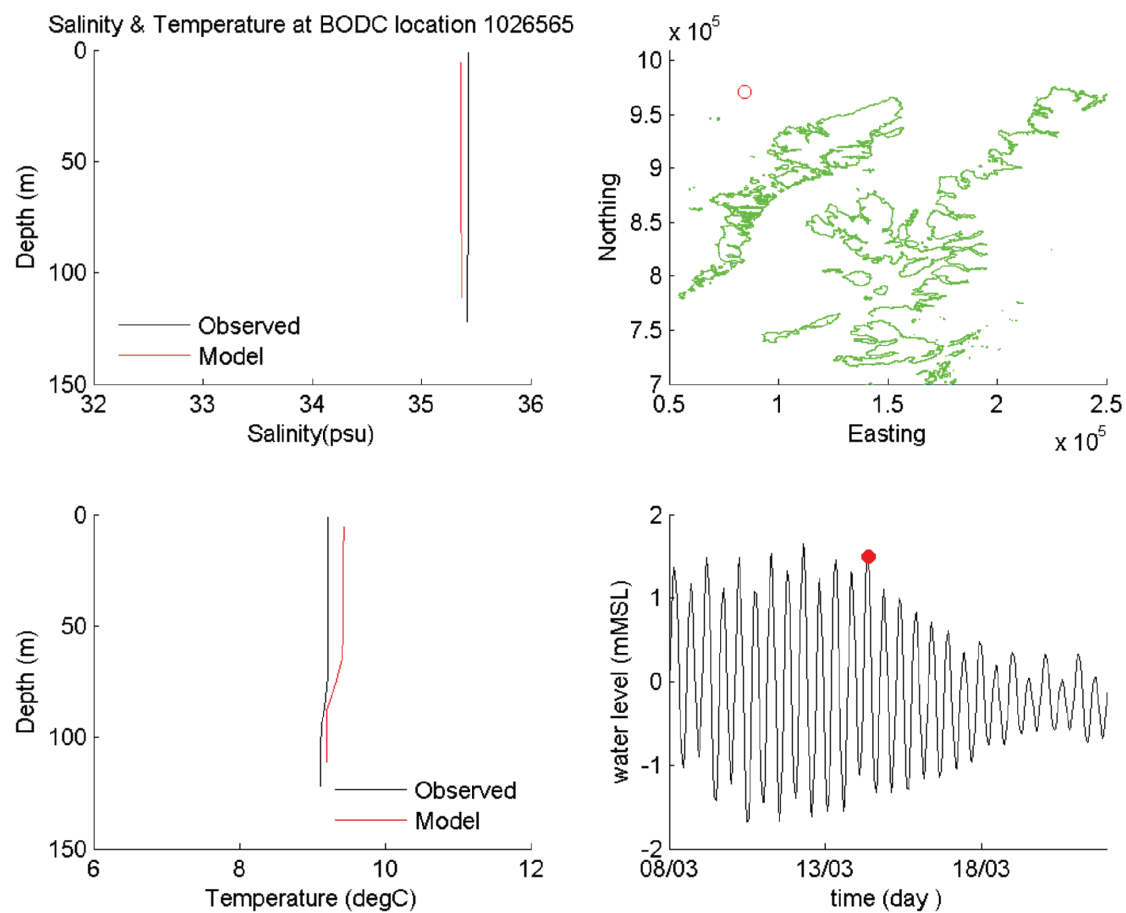 Salinity & Temperature at BODC location 1026565
0
50
100
150
Depth (m)
Observed
Model
32 33 34 35 36
Salinity(psu)
x 10^5
10
9.5
9
8.5
8
7.5
7
Northing
0.5 1 1.5 2 2.5
Easting
x 10^5
0
50
100
150
Depth (m)
Observed
Model
6 8 10 12
Temperature (degC)
2
1
0
-1
-2
water level (mMSL)
08/03 13/03 18/03
time (day )